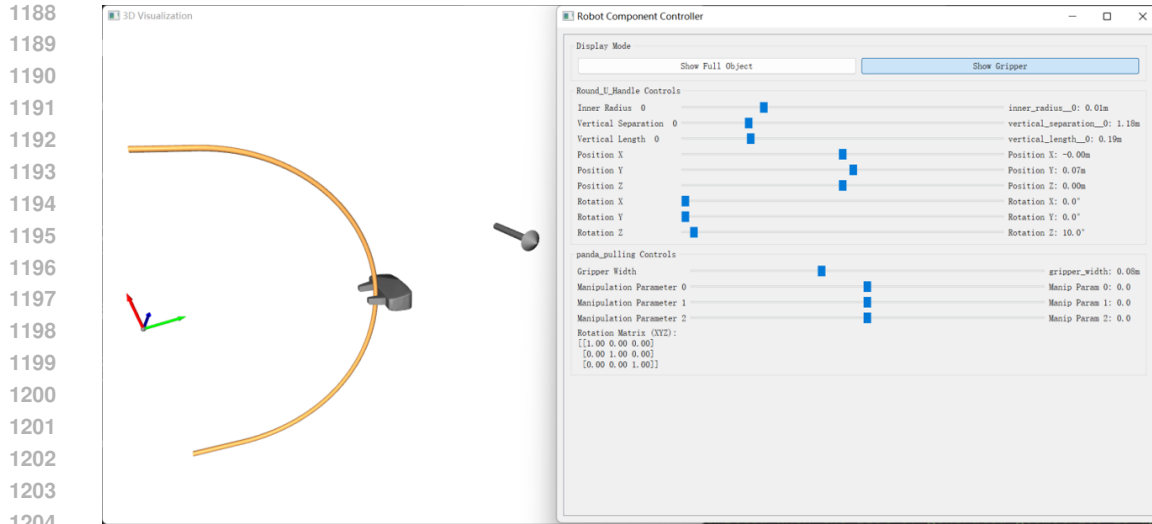 1188
1189
1190
1191
1192
1193
1194
1195
1196
1197
1198
1199
1200
1201
1202
1203
1204
3D Visualization
Robot Component Controller
Display Mode
Show Full Object Show Gripper
Round_U_Handle Controls
Inner Radius 0 inner_radius__0: 0.01m
Vertical Separation 0 vertical_separation__0: 1.18m
Vertical Length 0 vertical_length__0: 0.19m
Position X Position X: -0.00m
Position Y Position Y: 0.07m
Position Z Position Z: 0.00m
Rotation X Rotation X: 0.0°
Rotation Y Rotation Y: 0.0°
Rotation Z Rotation Z: 10.0°
panda_pulling Controls
Gripper Width gripper_width: 0.08m
Manipulation Parameter 0 Manip Param 0: 0.0
Manipulation Parameter 1 Manip Param 1: 0.0
Manipulation Parameter 2 Manip Param 2: 0.0
Rotation Matrix (XYZ):
[[1.00 0.00 0.00]
[0.00 1.00 0.00]
[0.00 0.00 1.00]]